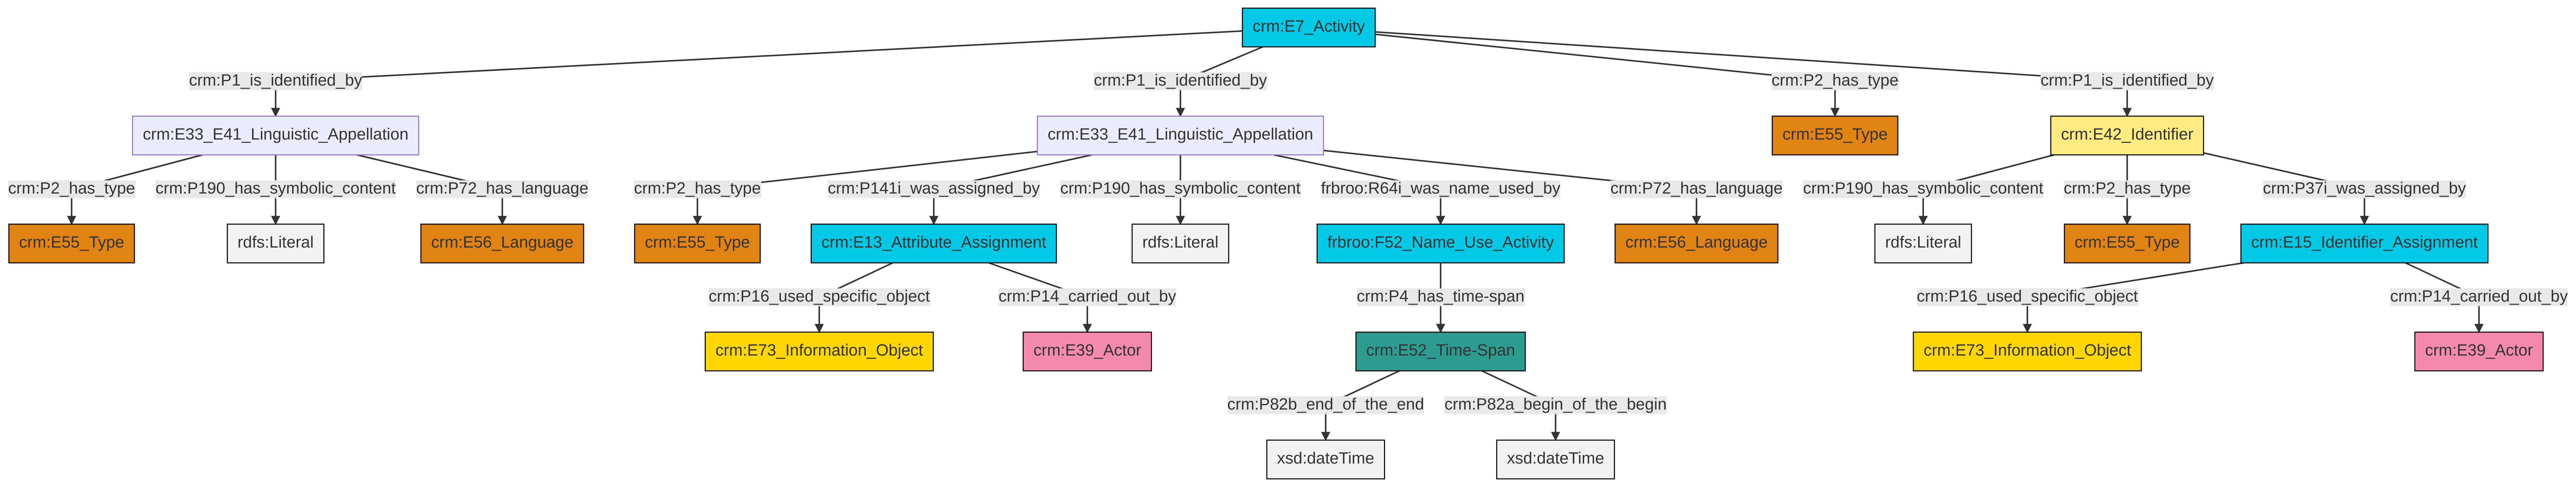 crm:E7_Activity
crm:P1_is_identified_by
crm:P1_is_identified_by
crm:P2_has_type
crm:P1_is_identified_by
crm:E33_E41_Linguistic_Appellation
crm:E33_E41_Linguistic_Appellation
crm:E55_Type
crm:E42_Identifier
crm:P2_has_type
crm:P190_has_symbolic_content
crm:P72_has_language
crm:P2_has_type
crm:P141i_was_assigned_by
crm:P190_has_symbolic_content
frbroo:R64i_was_name_used_by
crm:P72_has_language
crm:P190_has_symbolic_content
crm:P2_has_type
crm:P37i_was_assigned_by
crm:E55_Type
rdfs:Literal
crm:E56_Language
crm:E55_Type
crm:E13_Attribute_Assignment
rdfs:Literal
frbroo:F52_Name_Use_Activity
crm:E56_Language
rdfs:Literal
crm:E55_Type
crm:E15_Identifier_Assignment
crm:P16_used_specific_object
crm:P14_carried_out_by
crm:P4_has_time-span
crm:P16_used_specific_object
crm:P14_carried_out_by
crm:E73_Information_Object
crm:E39_Actor
crm:E52_Time-Span
crm:E73_Information_Object
crm:E39_Actor
crm:P82b_end_of_the_end
crm:P82a_begin_of_the_begin
xsd:dateTime
xsd:dateTime